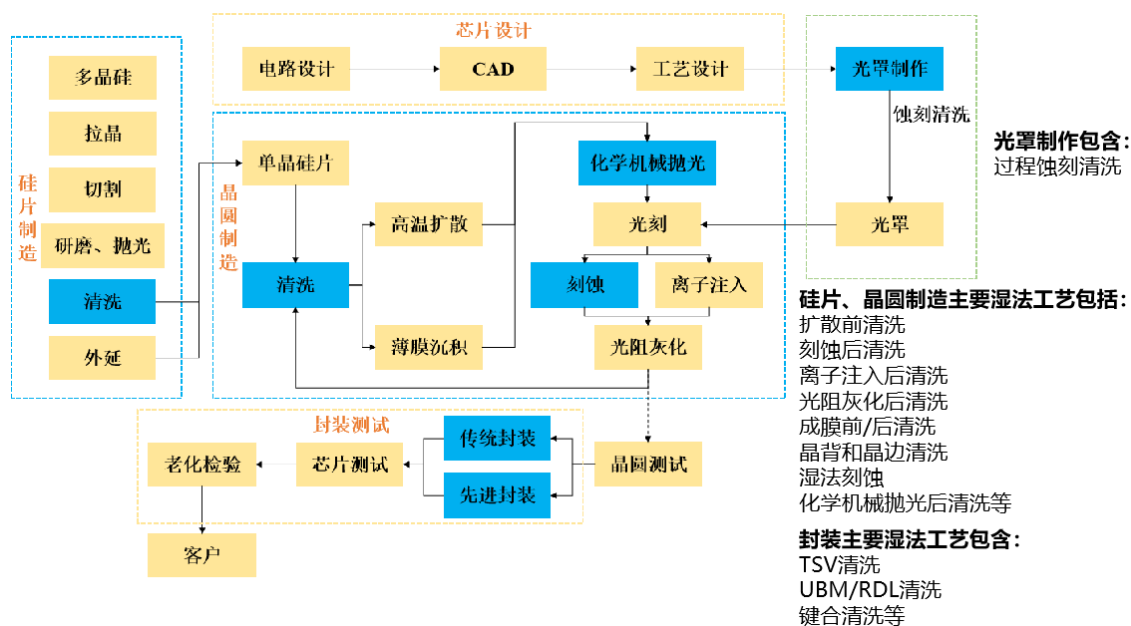 芯片设计
电路设计
CAD
工艺设计
光罩制作
蚀刻清洗
光罩
光罩制作包含：
过程蚀刻清洗
硅片制造
多晶硅
拉晶
切割
研磨、抛光
清洗
外延
晶圆制造
单晶硅片
清洗
高温扩散
薄膜沉积
化学机械抛光
光刻
刻蚀
离子注入
光阻灰化
硅片、晶圆制造主要湿法工艺包括：
扩散前清洗
刻蚀后清洗
离子注入后清洗
光阻灰化后清洗
成膜前/后清洗
晶背和晶边清洗
湿法刻蚀
化学机械抛光后清洗等
封装测试
传统封装
先进封装
晶圆测试
芯片测试
老化检验
客户
封装主要湿法工艺包含：
TSV清洗
UBM/RDL清洗
键合清洗等